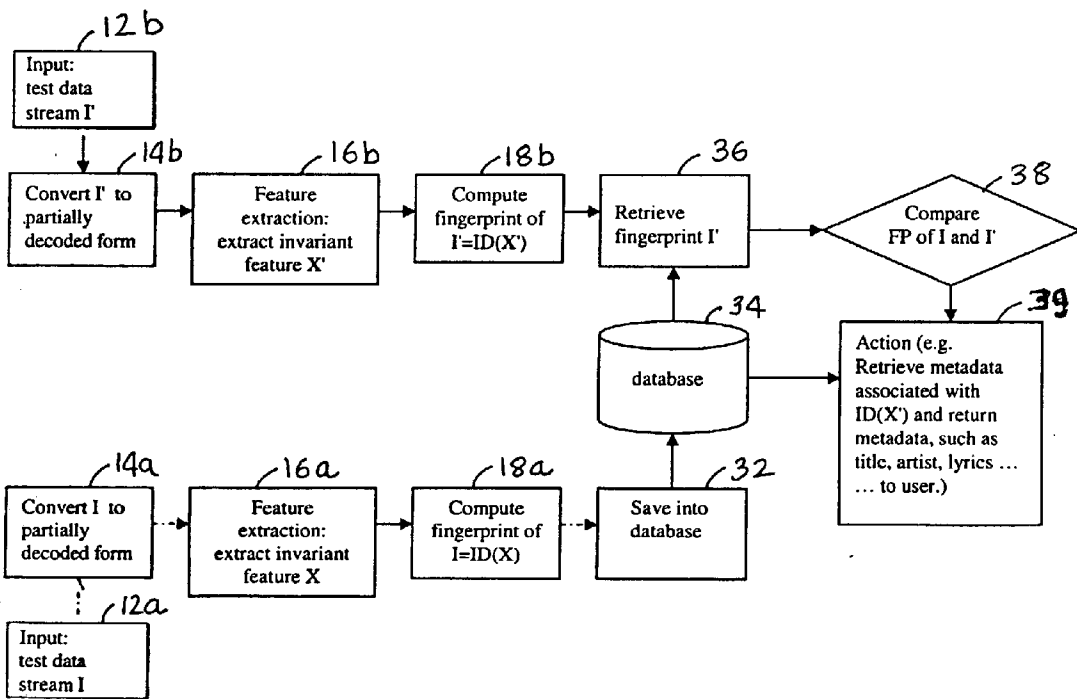 12b
Input:
test data
stream I'
14b
Convert I' to
partially
decoded form
16b
Feature
extraction:
extract invariant
feature X'
18b
Compute
fingerprint of
I'=ID(X')
36
Retrieve
fingerprint I'
38
Compare
FP of I and I'
34
database
39
Action (e.g.
Retrieve metadata
associated with
ID(X') and return
metadata, such as
title, artist, lyrics ...
... to user.)
14a
Convert I to
partially
decoded form
16a
Feature
extraction:
extract invariant
feature X
18a
Compute
fingerprint of
I=ID(X)
32
Save into
database
12a
Input:
test data
stream I